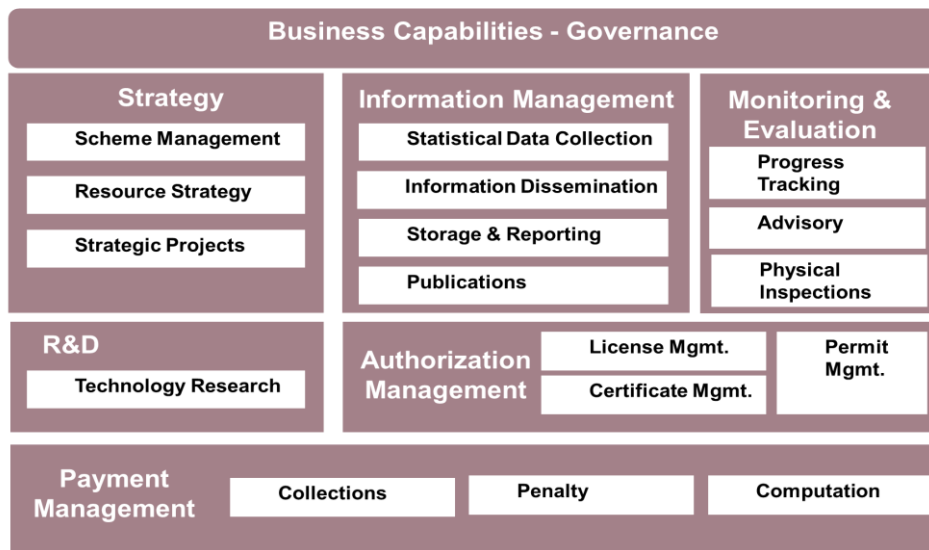 Business Capabilities - Governance
Strategy
Scheme Management
Resource Strategy
Strategic Projects
Information Management
Statistical Data Collection
Information Dissemination
Storage & Reporting
Publications
Monitoring &
Evaluation
Progress
Tracking
Advisory
Physical
Inspections
R&D
Technology Research
Authorization
Management
License Mgmt.
Certificate Mgmt.
Permit
Mgmt.
Payment
Management
Collections
Penalty
Computation